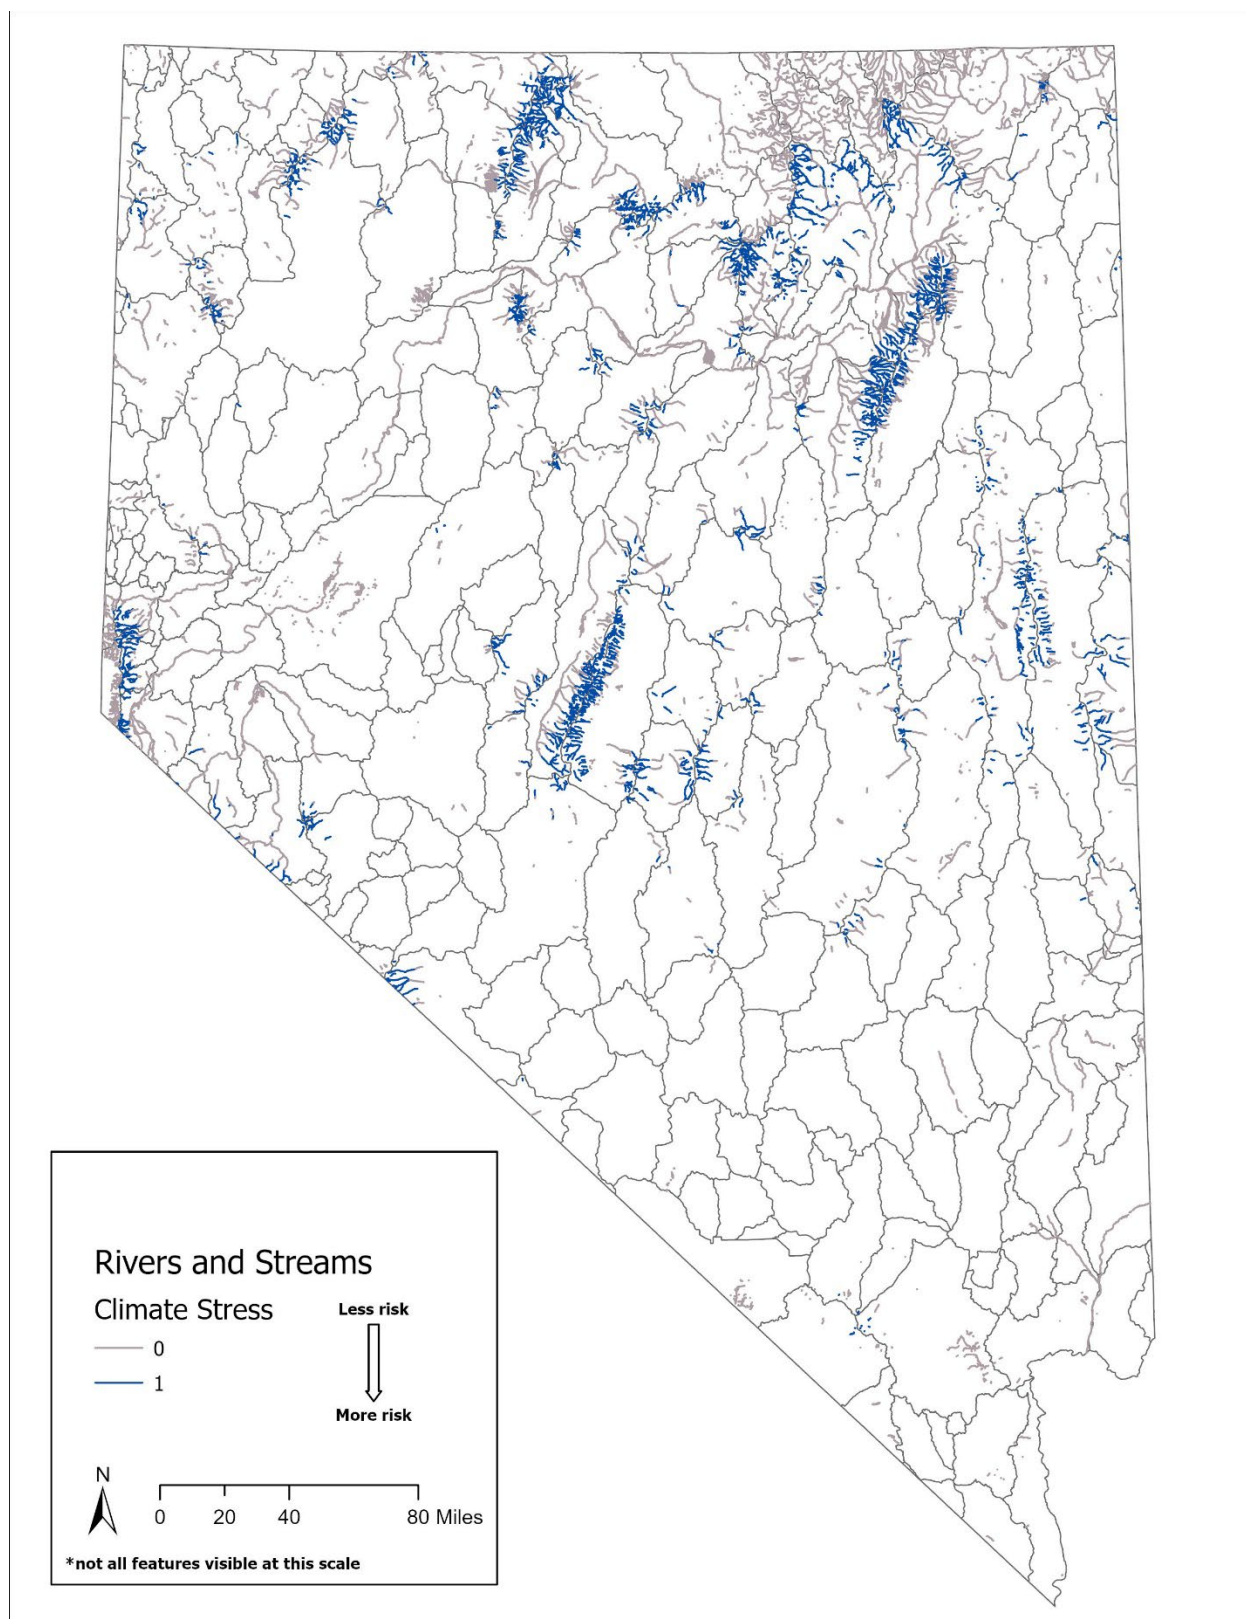 Rivers and Streams
Climate Stress
Less risk
0
1
More risk
N
0 20 40 80 Miles
*not all features visible at this scale